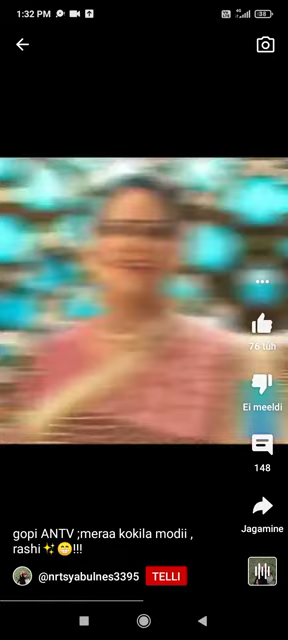 1:32 PM
76 tuh
Ei meeldi
148
Jagamine
gopi ANTV ;meraa kokila modii ,
rashi✨😁!!!
@nrtsyabulnes3395 TELLI